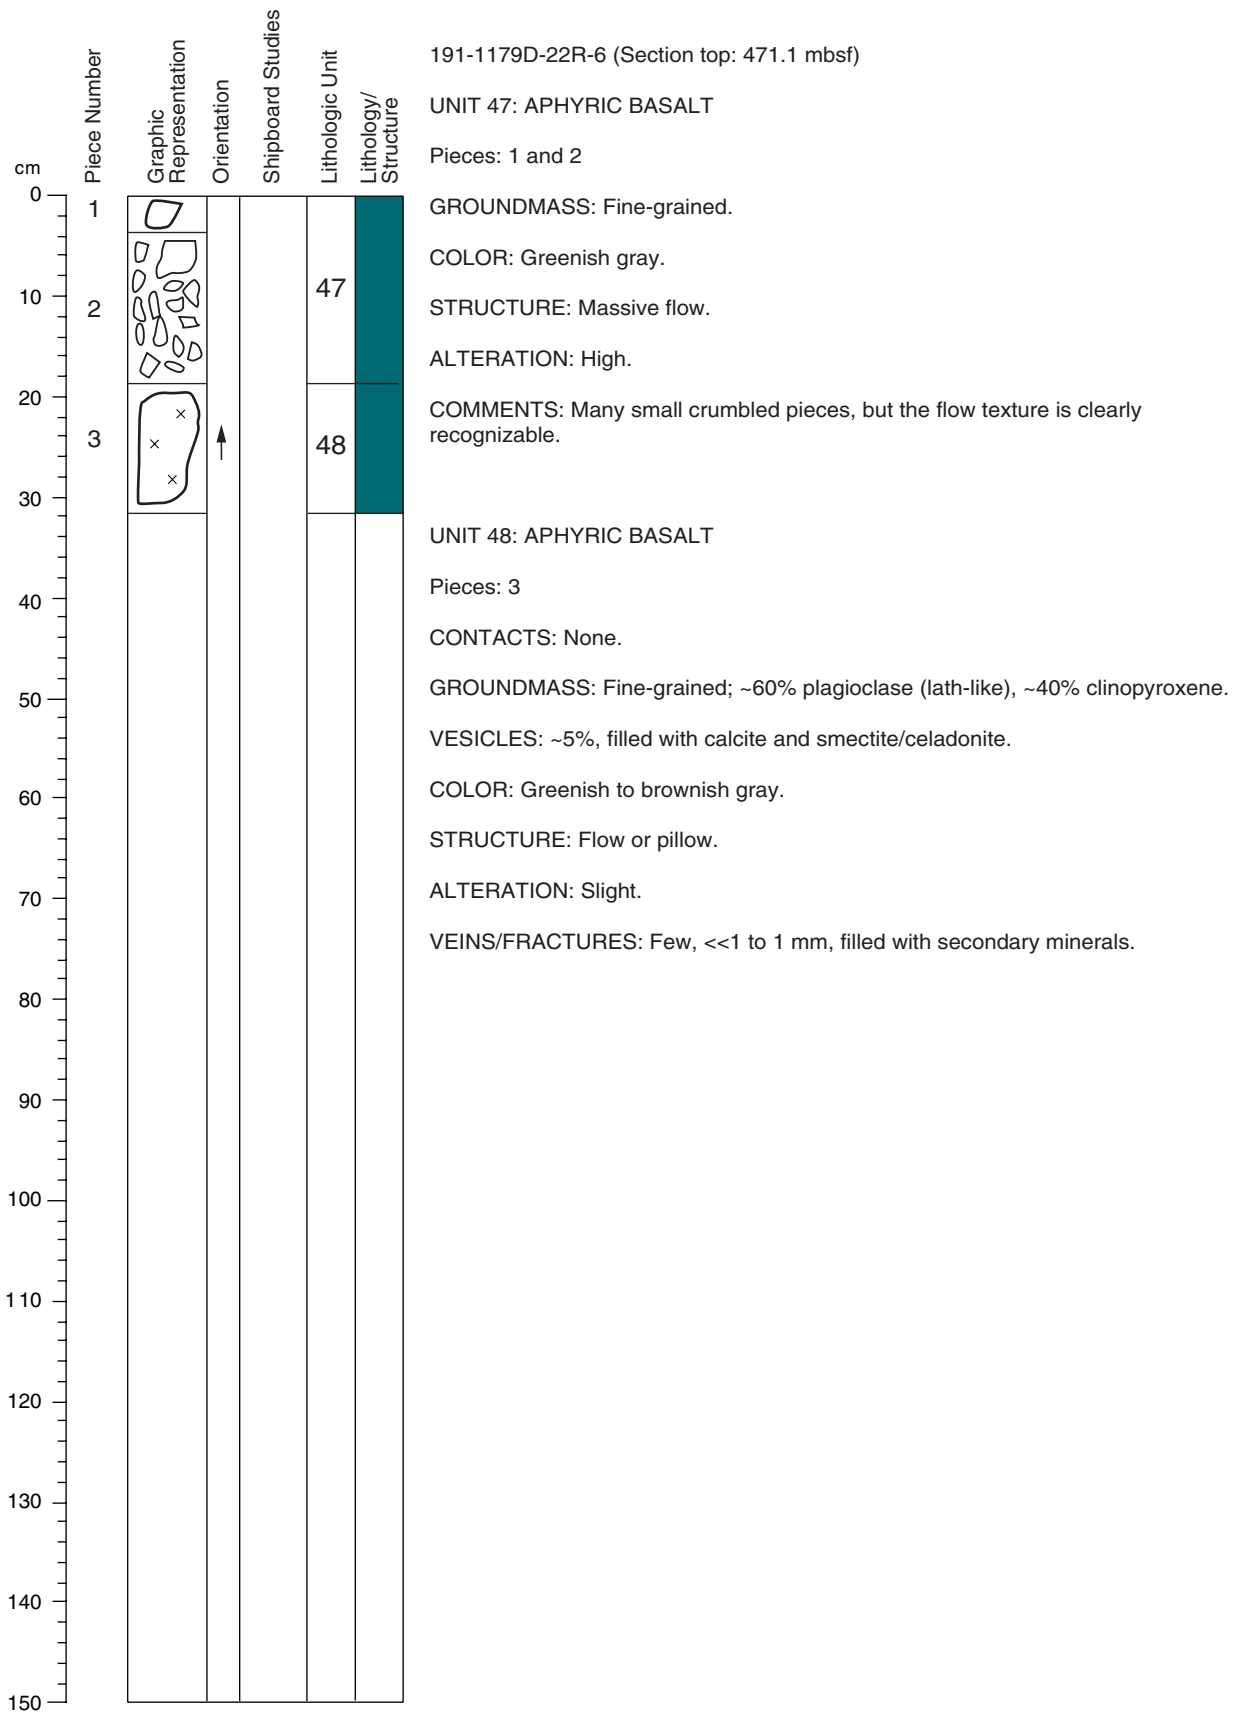 cm
Piece Number
Graphic
Representation
Orientation
Shipboard Studies
Lithologic Unit
Lithology/
Structure
0
10
20
30
40
50
60
70
80
90
100
110
120
130
140
150
1
2
3
47
48
191-1179D-22R-6 (Section top: 471.1 mbsf)
UNIT 47: APHYRIC BASALT
Pieces: 1 and 2
GROUNDMASS: Fine-grained.
COLOR: Greenish gray.
STRUCTURE: Massive flow.
ALTERATION: High.
COMMENTS: Many small crumbled pieces, but the flow texture is clearly
recognizable.
UNIT 48: APHYRIC BASALT
Pieces: 3
CONTACTS: None.
GROUNDMASS: Fine-grained; ~60% plagioclase (lath-like), ~40% clinopyroxene.
VESICLES: ~5%, filled with calcite and smectite/celadonite.
COLOR: Greenish to brownish gray.
STRUCTURE: Flow or pillow.
ALTERATION: Slight.
VEINS/FRACTURES: Few, <<1 to 1 mm, filled with secondary minerals.